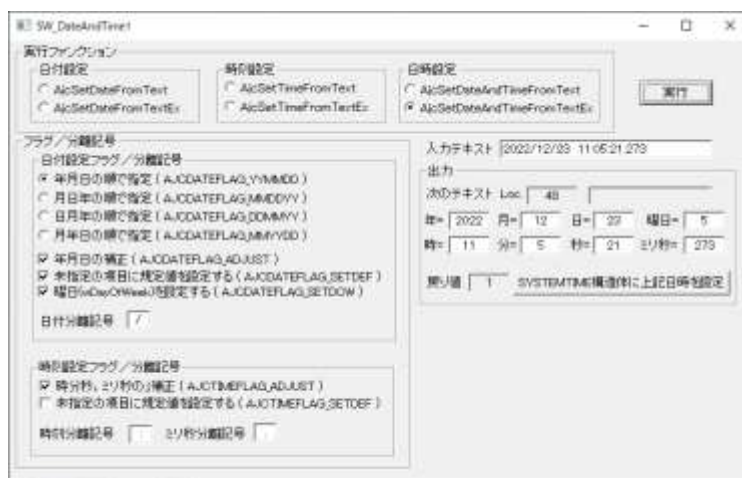 SW_DateAndTime1
実行ファンクション
日付設定
AjcSetDateFromText
AjcSetDateFromTextEx
時刻設定
AjcSetTimeFromText
AjcSetTimeFromTextEx
日時設定
AjcSetDateAndTimeFromText
AjcSetDateAndTimeFromTextEx
実行
フラグ/分離記号
日付設定フラグ/分離記号
年月日の順で指定 ( AJCDATEFLAG_YYMMDD )
月日年の順で指定 ( AJCDATEFLAG_MMDDYY )
日月年の順で指定 ( AJCDATEFLAG_DDMMYY )
月年日の順で指定 ( AJCDATEFLAG_MMYYDD )
年月日の補正 ( AJCDATEFLAG_ADJUST )
未指定の項目に規定値を設定する ( AJCDATEFLAG_SETDEF )
曜日(wDayOfWeek)を設定する ( AJCDATEFLAG_SETDOW )
日付分離記号 /
時刻設定フラグ/分離記号
時分秒,ミリ秒の補正 ( AJCTIMEFLAG_ADJUST )
未指定の項目に規定値を設定する ( AJCTIMEFLAG_SETDEF )
時刻分離記号 : ミリ秒分離記号 .
入力テキスト 2022/12/23 11:05:21.273
出力
次のテキスト Loc. 48
年= 2022 月= 12 日= 23 曜日= 5
時= 11 分= 5 秒= 21 ミリ秒= 273
戻り値 1 SYSTEMTIME構造体に上記日時を設定